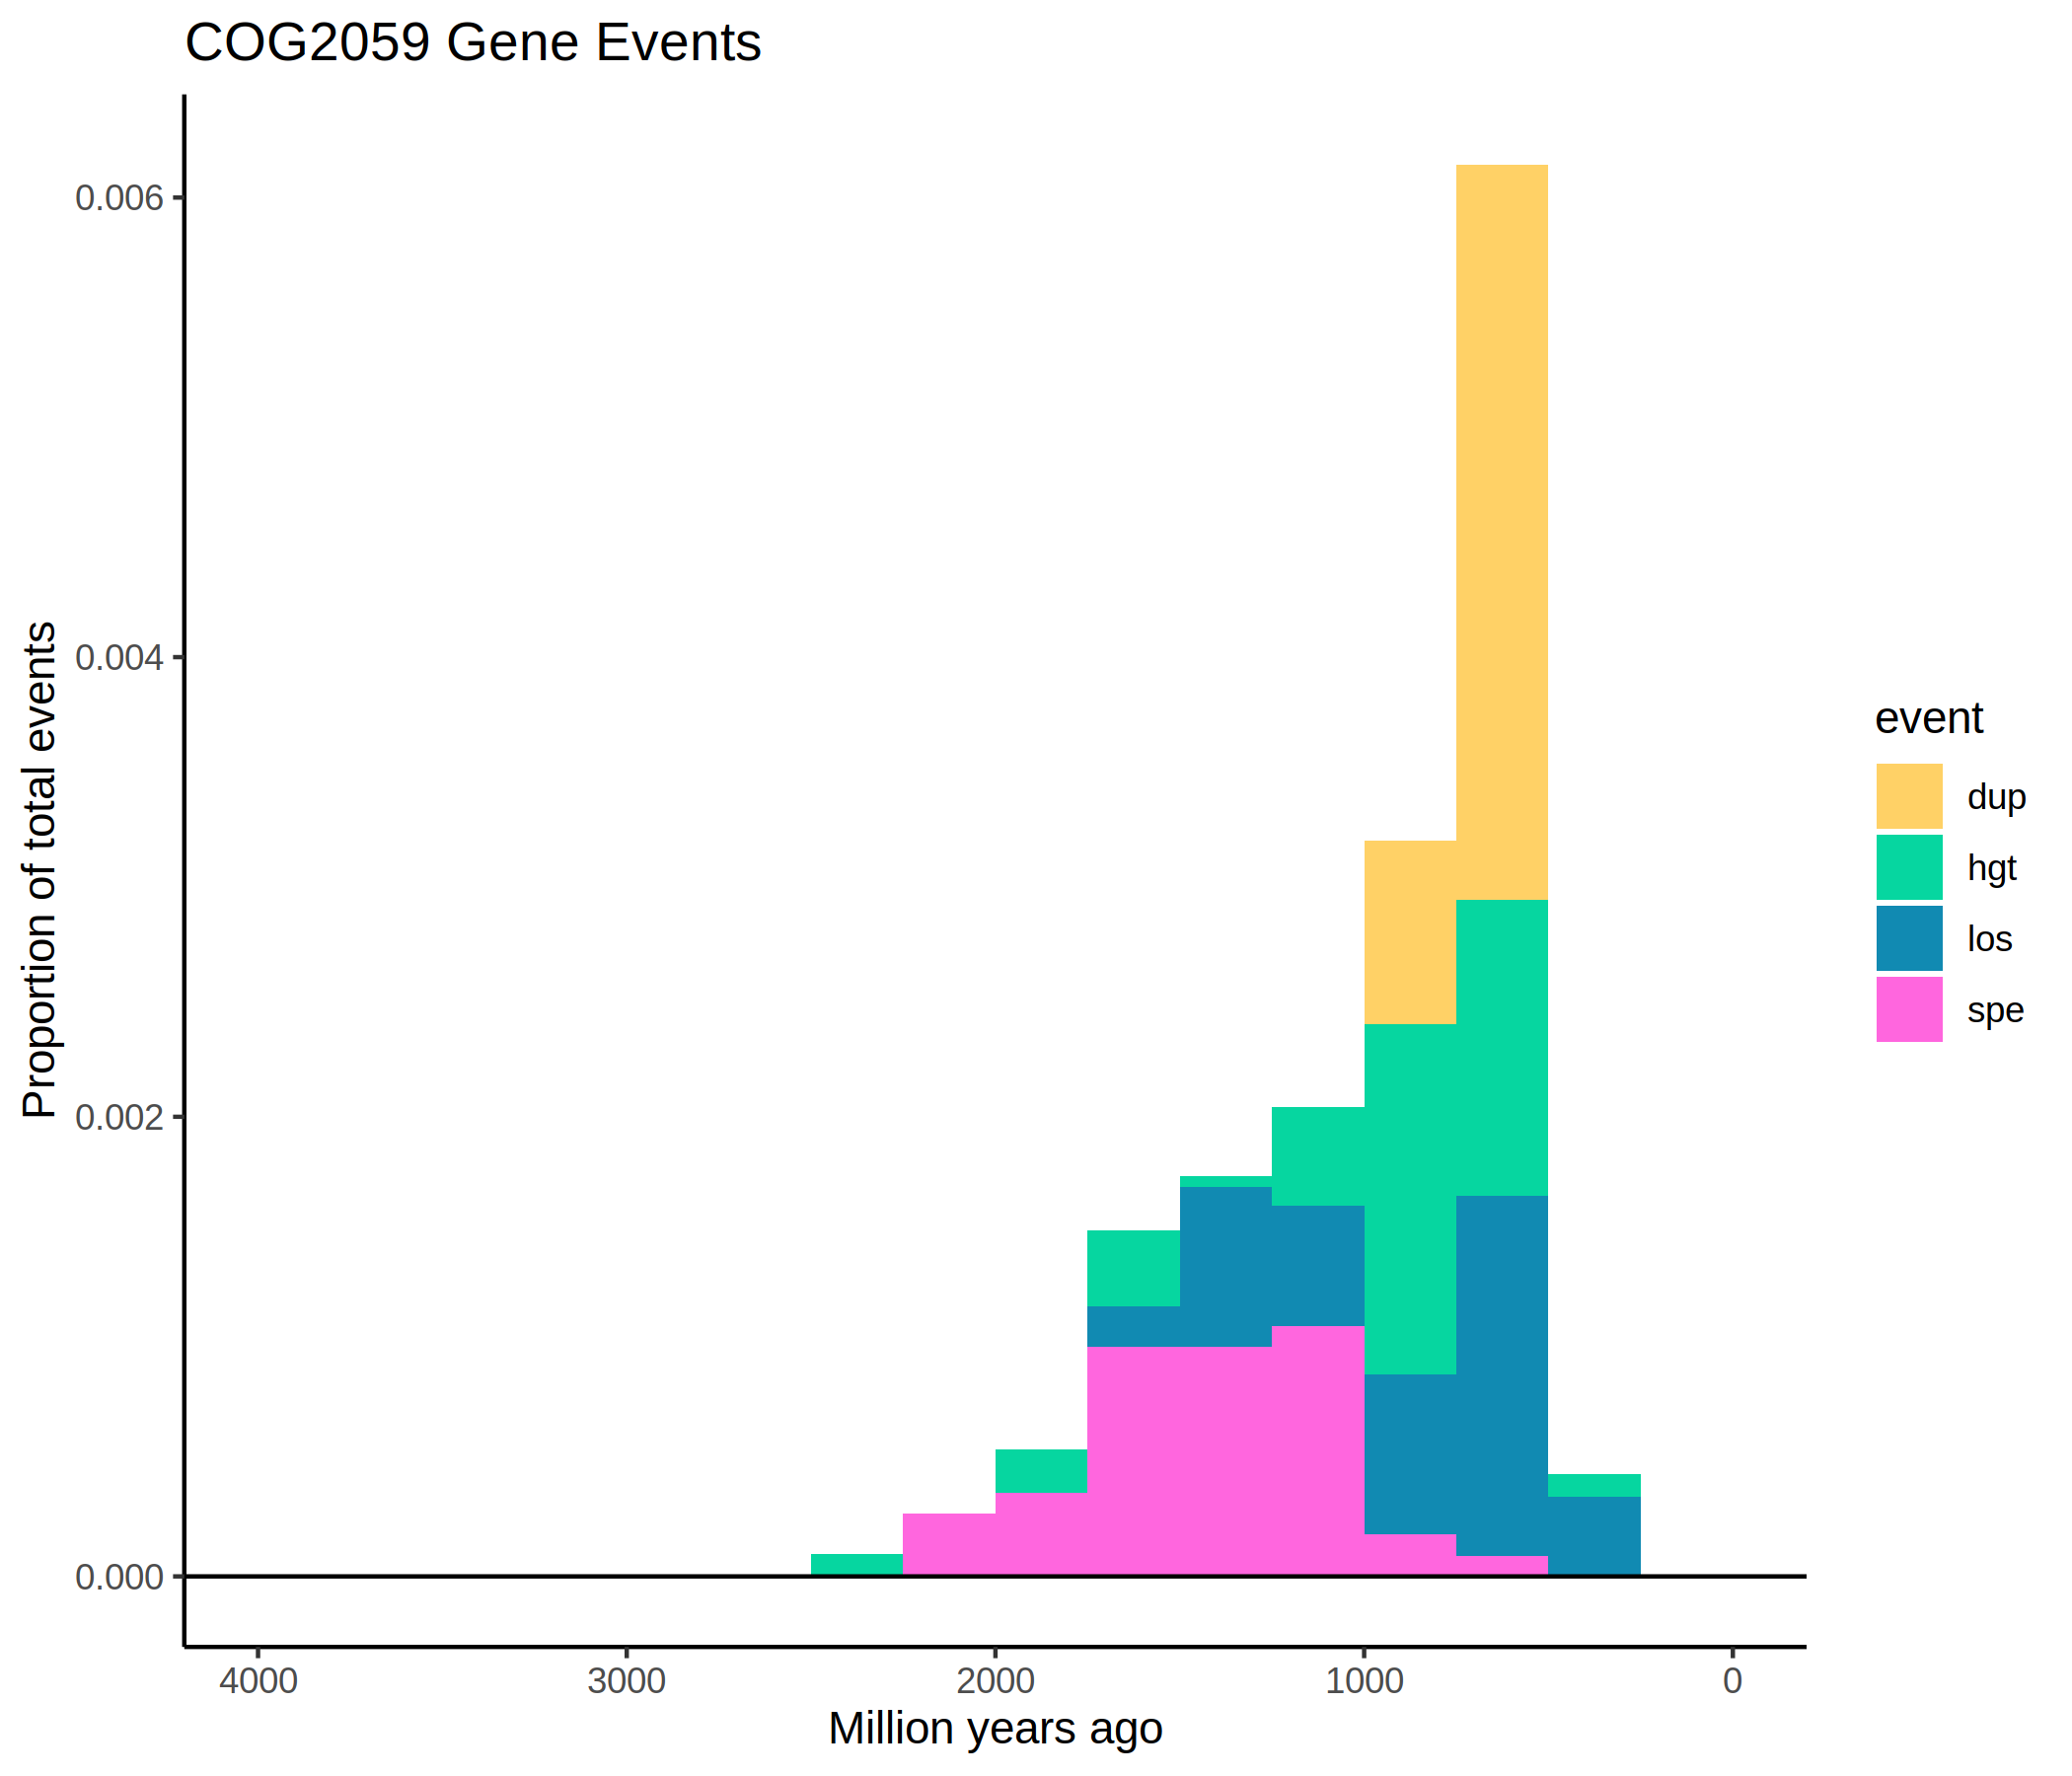 COG2059 Gene Events
Proportion of total events
0.006
0.004
0.002
0.000
4000 3000 2000 1000 0
Million years ago
event
dup
hgt
los
spe